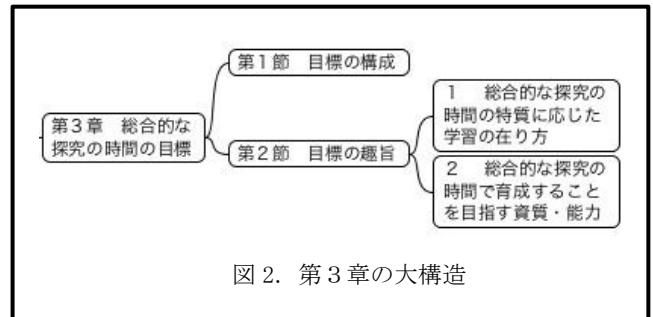 第3章　総合的な
探究の時間の目標
第1節　目標の構成
第2節　目標の趣旨
1　総合的な探究の
時間の特質に応じた
学習の在り方
2　総合的な探究の
時間で育成すること
を目指す資質・能力
図 2．第３章の大構造